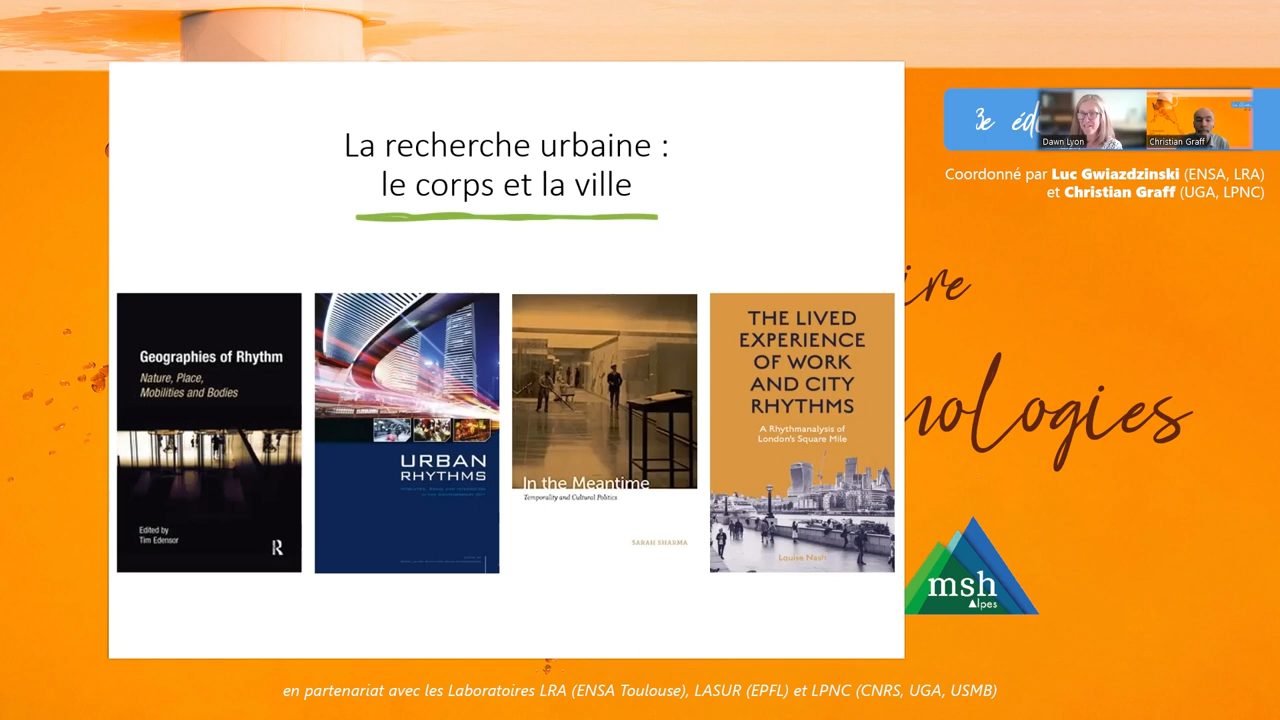 La recherche urbaine :
le corps et la ville
Geographies of Rhythm
Nature, Place,
Mobilities and Bodies
Edited by
Tim Edensor
R
URBAN
RHYTHMS
In the Meantime
Temporality and Cultural Politics
SARAH SHARMA
THE LIVED
EXPERIENCE
OF WORK
AND CITY
RHYTHMS
A Rhythmanalysis of
London's Square Mile
Louise Nash
3e éd
Dawn Lyon
Christian Graff
Coordonné par Luc Gwiazdzinski (ENSA, LRA)
et Christian Graff (UGA, LPNC)
ire
nologies
msh
Alpes
en partenariat avec les Laboratoires LRA (ENSA Toulouse), LASUR (EPFL) et LPNC (CNRS, UGA, USMB)